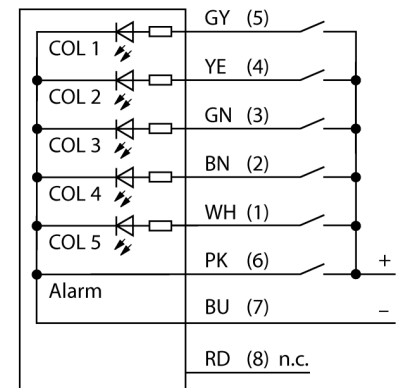 GY (5)
COL 1
YE (4)
COL 2
GN (3)
COL 3
BN (2)
COL 4
WH (1)
COL 5
PK (6) +
Alarm
BU (7) –
RD (8) n.c.